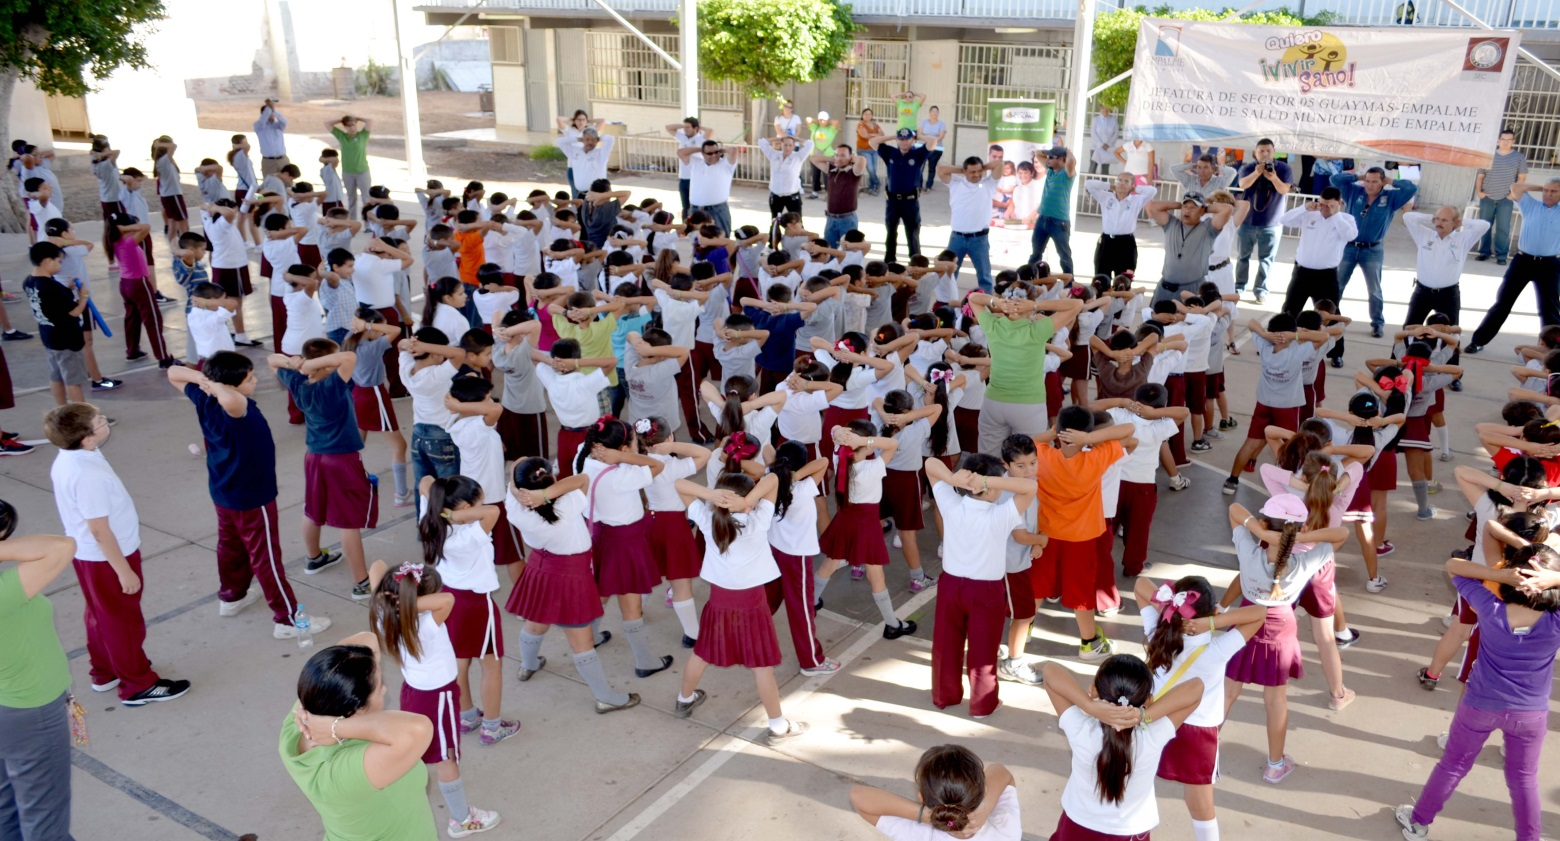 Quiero
¡Vivir
Sano!
JEFATURA DE SECTOR 05 GUAYMAS-EMPALME
DIRECCION DE SALUD MUNICIPAL DE EMPALME